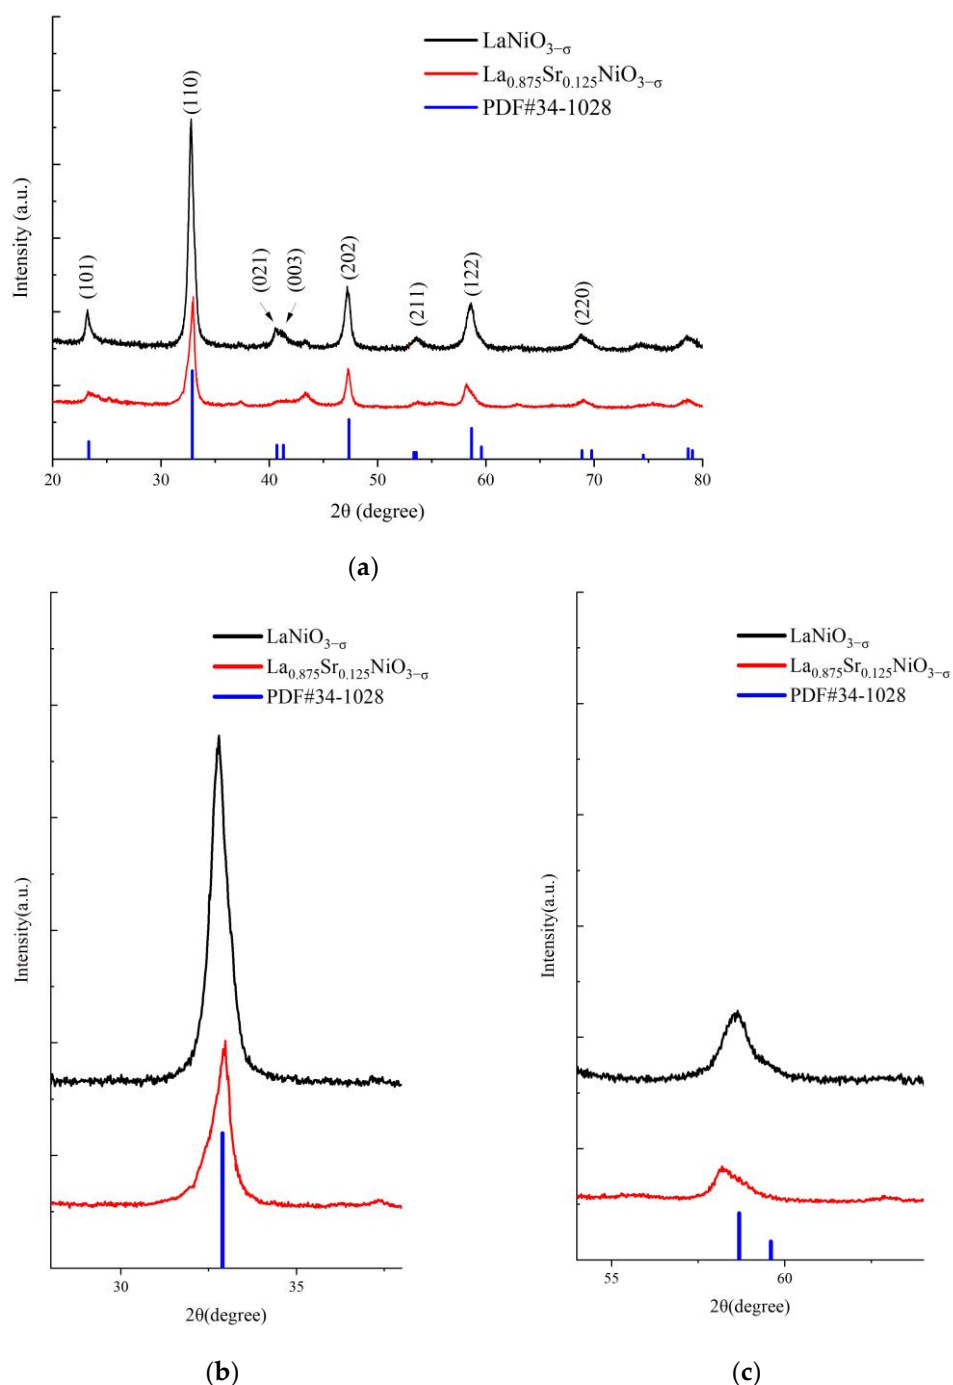 LaNiO3−σ
La0.875Sr0.125NiO3−σ
PDF#34-1028
Intensity (a.u.)
(101)
(110)
(021)
(003)
(202)
(211)
(122)
(220)
20 30 40 50 60 70 80
2θ (degree)
(a)
LaNiO3−σ
La0.875Sr0.125NiO3−σ
PDF#34-1028
Intensity(a.u.)
30 35
2θ(degree)
(b)
LaNiO3−σ
La0.875Sr0.125NiO3−σ
PDF#34-1028
Intensity(a.u.)
55 60
2θ(degree)
(c)